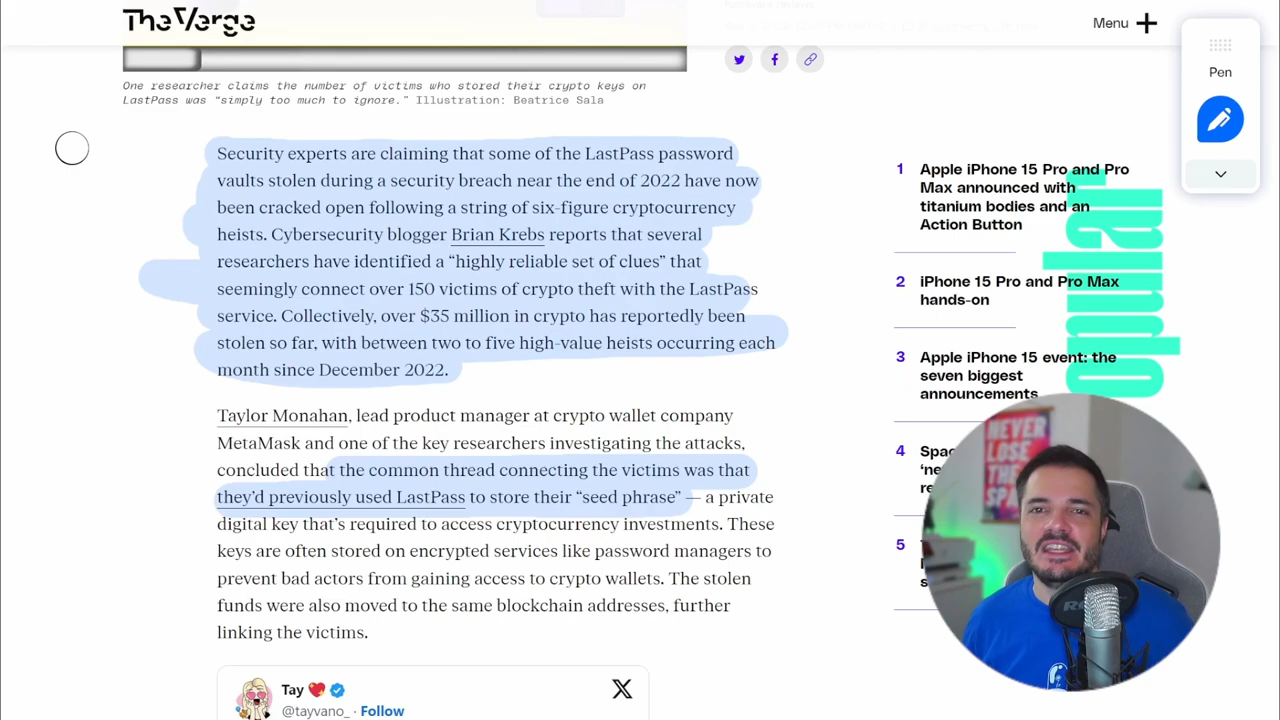 The Verge
Menu
Pen
One researcher claims the number of victims who stored their crypto keys on
LastPass was “simply too much to ignore.” Illustration: Beatrice Sala
Security experts are claiming that some of the LastPass password
vaults stolen during a security breach near the end of 2022 have now
been cracked open following a string of six-figure cryptocurrency
heists. Cybersecurity blogger Brian Krebs reports that several
researchers have identified a “highly reliable set of clues” that
seemingly connect over 150 victims of crypto theft with the LastPass
service. Collectively, over $35 million in crypto has reportedly been
stolen so far, with between two to five high-value heists occurring each
month since December 2022.
Taylor Monahan, lead product manager at crypto wallet company
MetaMask and one of the key researchers investigating the attacks,
concluded that the common thread connecting the victims was that
they’d previously used LastPass to store their “seed phrase” — a private
digital key that’s required to access cryptocurrency investments. These
keys are often stored on encrypted services like password managers to
prevent bad actors from gaining access to crypto wallets. The stolen
funds were also moved to the same blockchain addresses, further
linking the victims.
Tay
@tayvano_ · Follow
1 Apple iPhone 15 Pro and Pro
Max announced with
titanium bodies and an
Action Button
2 iPhone 15 Pro and Pro Max
hands-on
3 Apple iPhone 15 event: the
seven biggest
announcements
4
5
NEVER
LOSE
THE